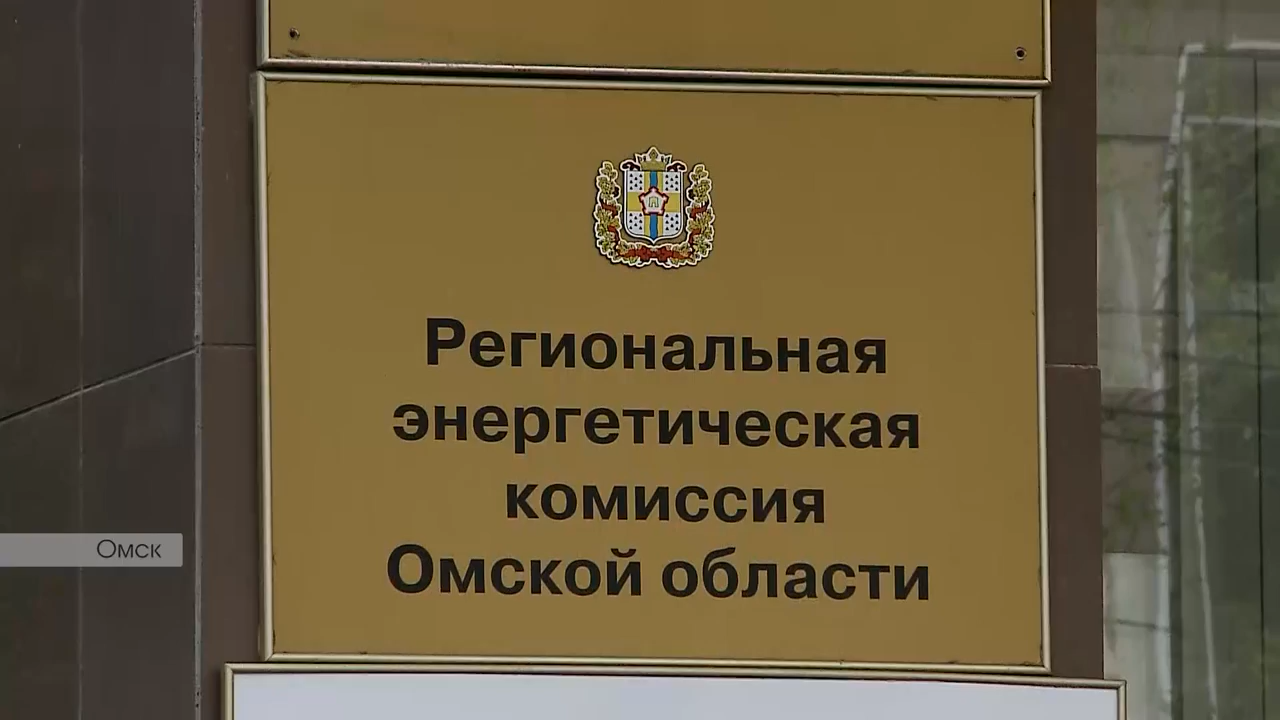 Региональная
энергетическая
комиссия
Омской области
Омск